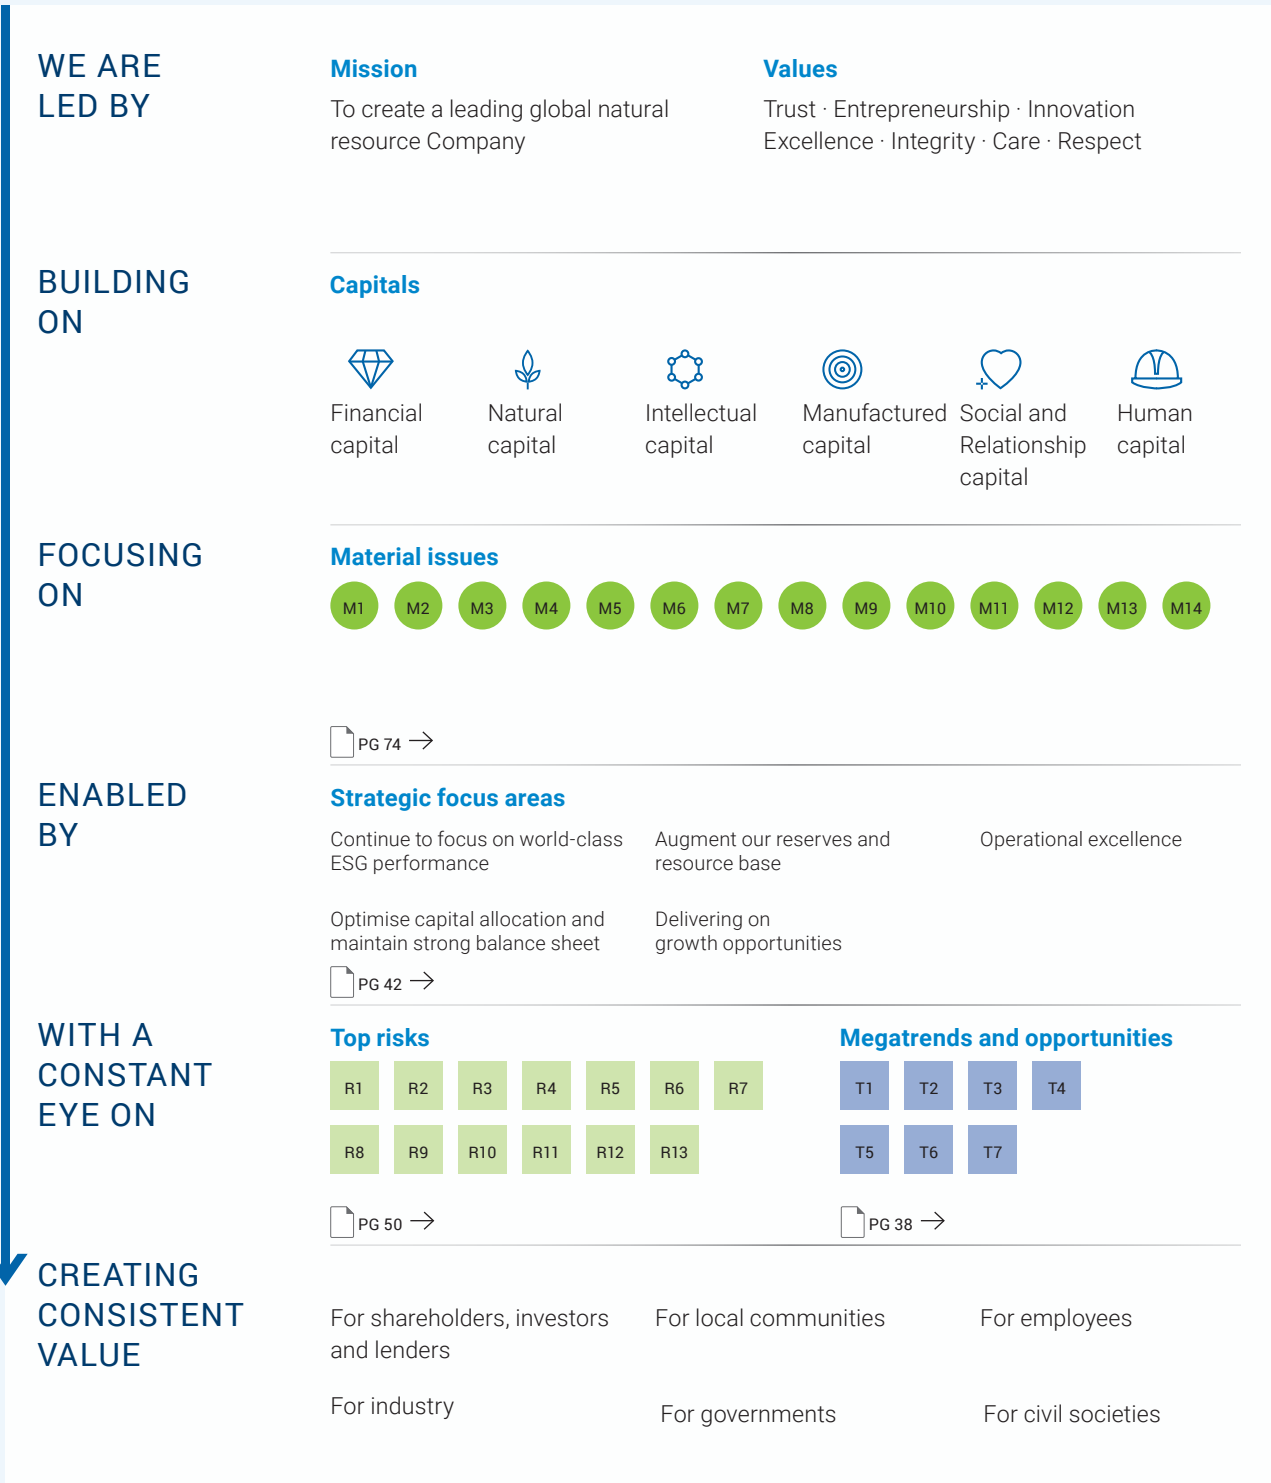 WE ARE
LED BY
Mission
To create a leading global natural
resource Company
Values
Trust · Entrepreneurship · Innovation
Excellence · Integrity · Care · Respect
BUILDING
ON
Capitals
Financial
capital
Natural
capital
Intellectual
capital
Manufactured
capital
Social and
Relationship
capital
Human
capital
FOCUSING
ON
Material issues
M1 M2 M3 M4 M5 M6 M7 M8 M9 M10 M11 M12 M13 M14
PG 74
ENABLED
BY
Strategic focus areas
Continue to focus on world-class
ESG performance
Augment our reserves and
resource base
Operational excellence
Optimise capital allocation and
maintain strong balance sheet
Delivering on
growth opportunities
PG 42
WITH A
CONSTANT
EYE ON
Top risks
R1 R2 R3 R4 R5 R6 R7
R8 R9 R10 R11 R12 R13
PG 50
Megatrends and opportunities
T1 T2 T3 T4
T5 T6 T7
PG 38
CREATING
CONSISTENT
VALUE
For shareholders, investors
and lenders
For local communities
For employees
For industry
For governments
For civil societies